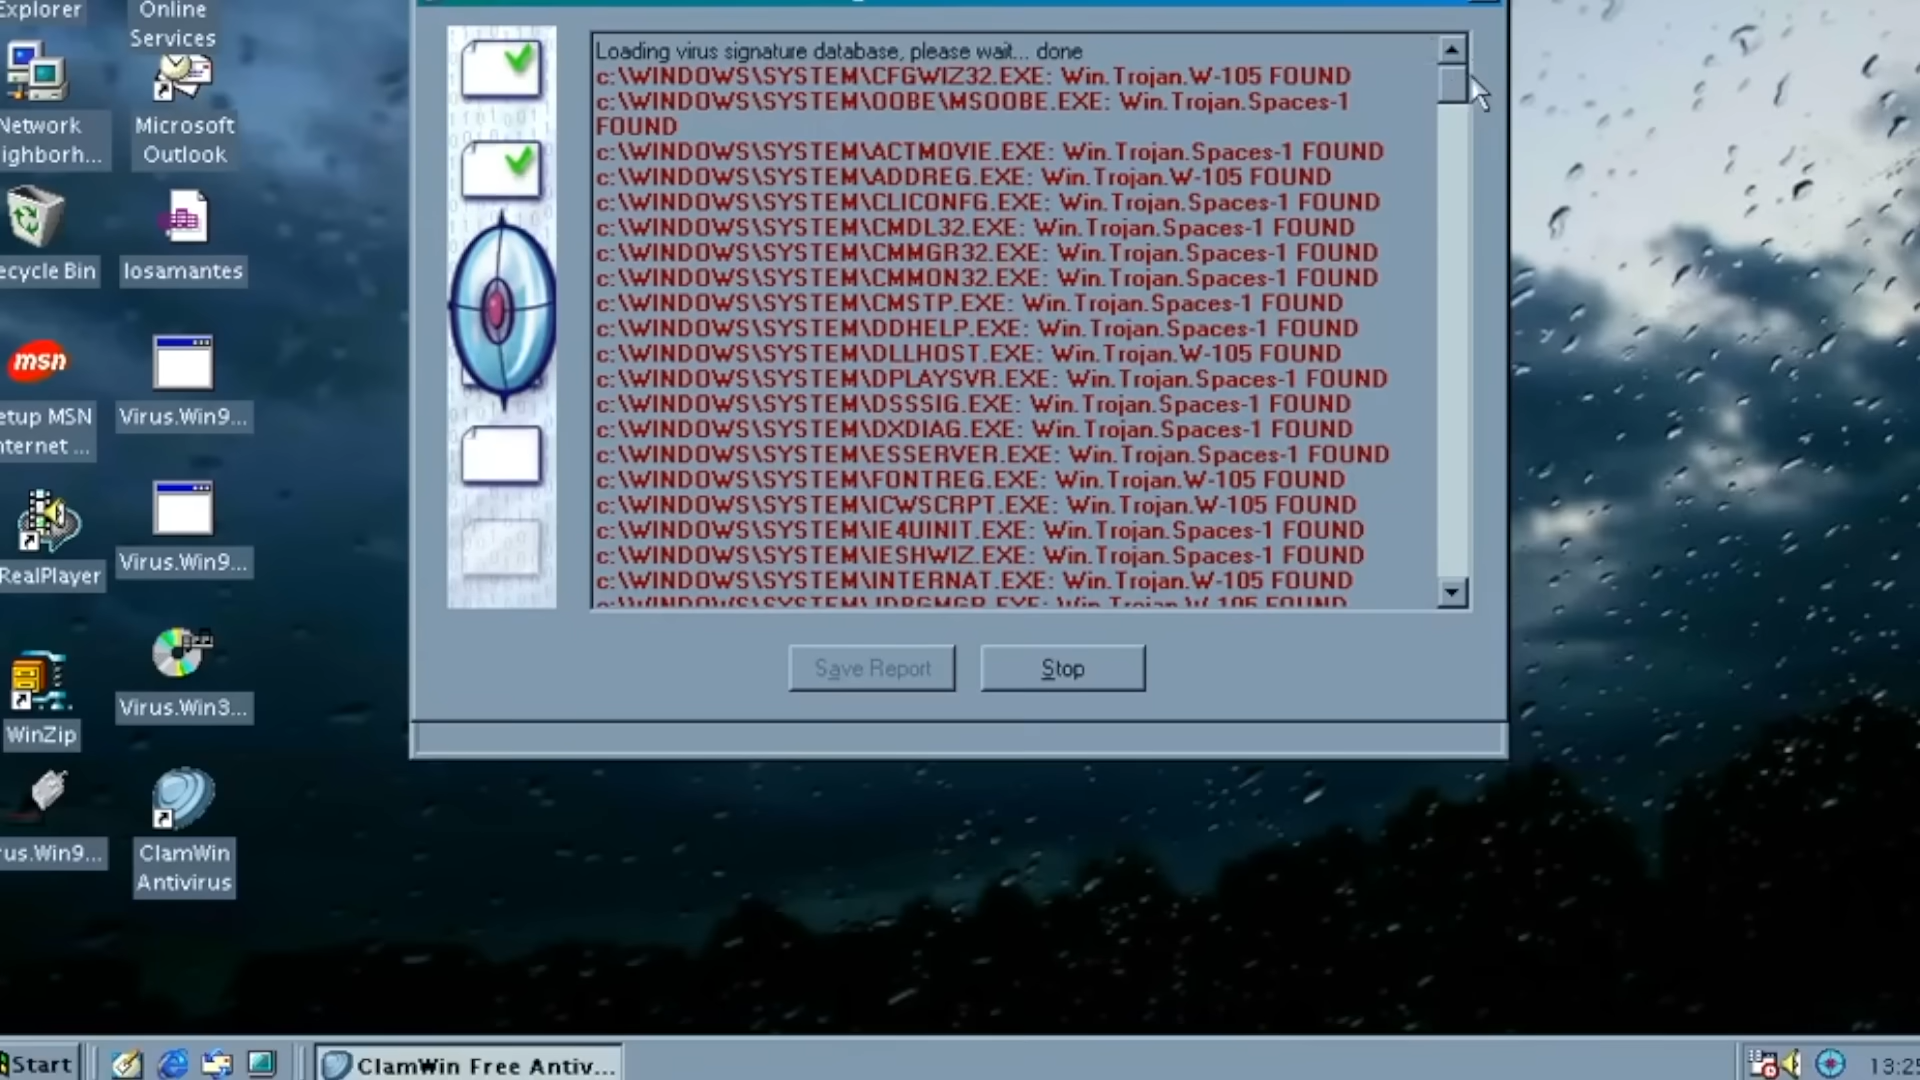 Explorer
Online
Services
Network
ighborh...
Microsoft
Outlook
ecycle Bin
losamantes
msn
etup MSN
nternet ...
Virus.Win9...
RealPlayer
Virus.Win9...
WinZip
Virus.Win3...
rus.Win9...
ClamWin
Antivirus
Loading virus signature database, please wait... done
c:\WINDOWS\SYSTEM\CFGWIZ32.EXE: Win.Trojan.W-105 FOUND
c:\WINDOWS\SYSTEM\OOBE\MSOOBE.EXE: Win.Trojan.Spaces-1
FOUND
c:\WINDOWS\SYSTEM\ACTMOVIE.EXE: Win.Trojan.Spaces-1 FOUND
c:\WINDOWS\SYSTEM\ADDREG.EXE: Win.Trojan.W-105 FOUND
c:\WINDOWS\SYSTEM\CLICONFG.EXE: Win.Trojan.Spaces-1 FOUND
c:\WINDOWS\SYSTEM\CMDL32.EXE: Win.Trojan.Spaces-1 FOUND
c:\WINDOWS\SYSTEM\CMMGR32.EXE: Win.Trojan.Spaces-1 FOUND
c:\WINDOWS\SYSTEM\CMMON32.EXE: Win.Trojan.Spaces-1 FOUND
c:\WINDOWS\SYSTEM\CMSTP.EXE: Win.Trojan.Spaces-1 FOUND
c:\WINDOWS\SYSTEM\DDHELP.EXE: Win.Trojan.Spaces-1 FOUND
c:\WINDOWS\SYSTEM\DLLHOST.EXE: Win.Trojan.W-105 FOUND
c:\WINDOWS\SYSTEM\DPLAYSVR.EXE: Win.Trojan.Spaces-1 FOUND
c:\WINDOWS\SYSTEM\DSSSIG.EXE: Win.Trojan.Spaces-1 FOUND
c:\WINDOWS\SYSTEM\DXDIAG.EXE: Win.Trojan.Spaces-1 FOUND
c:\WINDOWS\SYSTEM\ESSERVER.EXE: Win.Trojan.Spaces-1 FOUND
c:\WINDOWS\SYSTEM\FONTREG.EXE: Win.Trojan.W-105 FOUND
c:\WINDOWS\SYSTEM\ICWSCRPT.EXE: Win.Trojan.W-105 FOUND
c:\WINDOWS\SYSTEM\IE4UINIT.EXE: Win.Trojan.Spaces-1 FOUND
c:\WINDOWS\SYSTEM\IESHWIZ.EXE: Win.Trojan.Spaces-1 FOUND
c:\WINDOWS\SYSTEM\INTERNAT.EXE: Win.Trojan.W-105 FOUND
Save Report
Stop
Start
ClamWin Free Antiv...
13:25